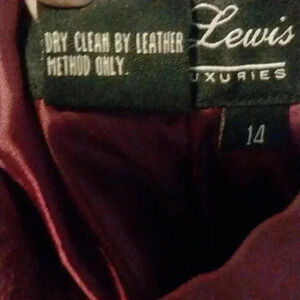 DRY CLEAN BY LEATHER
METHOD ONLY.
Lewis
UXURIES
14